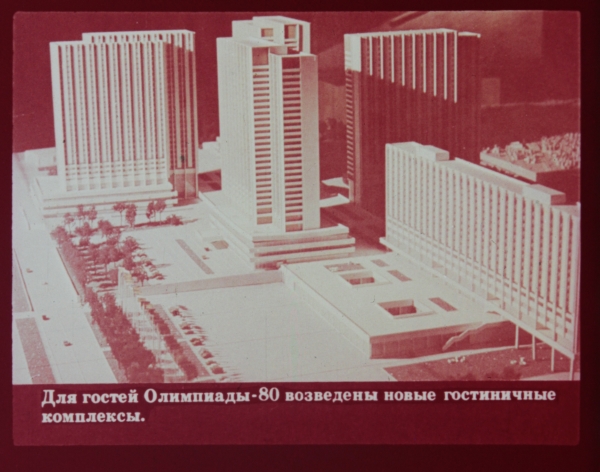 Для гостей Олимпиады-80 возведены новые гостиничные
комплексы.